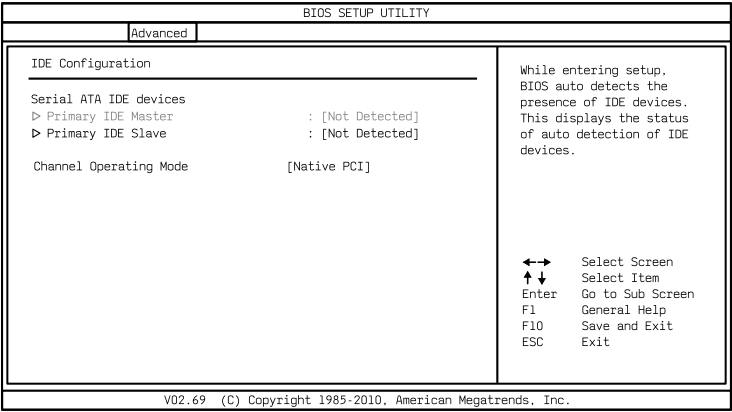 BIOS SETUP UTILITY
Advanced
IDE Configuration
Serial ATA IDE devices
▷ Primary IDE Master : [Not Detected]
▷ Primary IDE Slave : [Not Detected]
Channel Operating Mode [Native PCI]
While entering setup,
BIOS auto detects the
presence of IDE devices.
This displays the status
of auto detection of IDE
devices.
←→ Select Screen
↑↓ Select Item
Enter Go to Sub Screen
F1 General Help
F10 Save and Exit
ESC Exit
V02.69 (C) Copyright 1985-2010, American Megatrends, Inc.